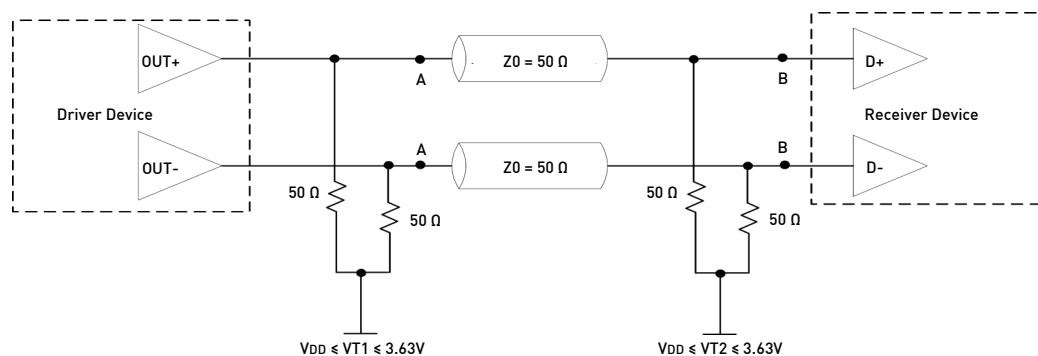 OUT+
A
Z0 = 50 Ω
B
D+
Driver Device
Receiver Device
OUT-
A
Z0 = 50 Ω
B
D-
50 Ω
50 Ω
50 Ω
50 Ω
VDD ≤ VT1 ≤ 3.63V
VDD ≤ VT2 ≤ 3.63V